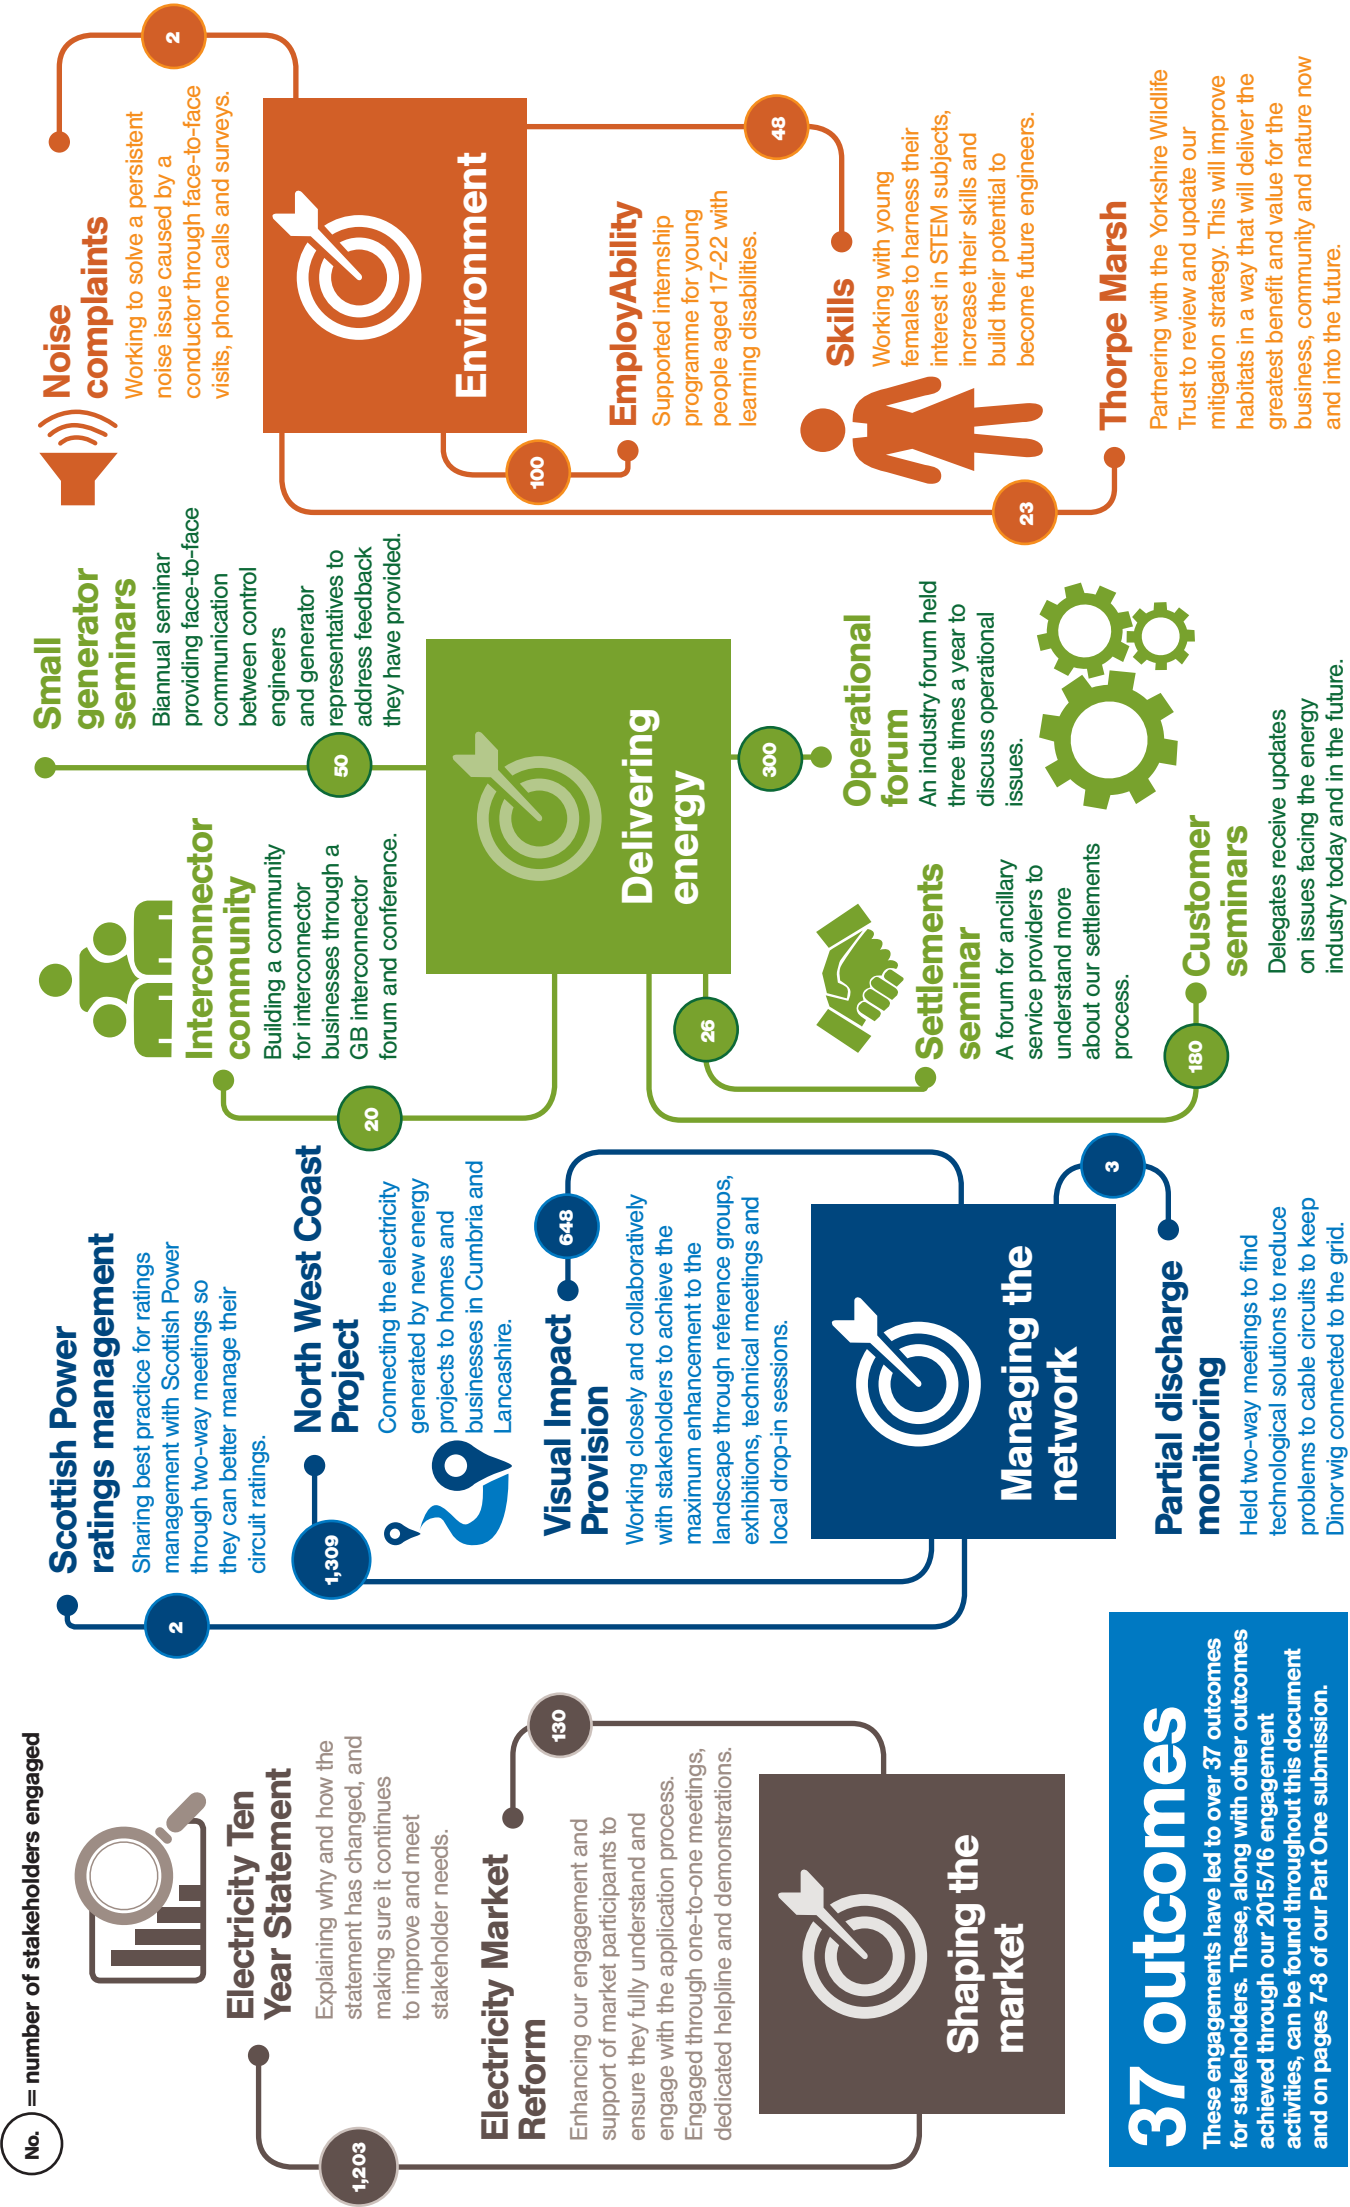 No.
= number of stakeholders engaged
1,203
Electricity Ten
Year Statement
Explaining why and how the
statement has changed, and
making sure it continues
to improve and meet
stakeholder needs.
Electricity Market
Reform
130
Enhancing our engagement and
support of market participants to
ensure they fully understand and
engage with the application process.
Engaged through one-to-one meetings,
dedicated helpline and demonstrations.
Shaping the
market
37 outcomes
These engagements have led to over 37 outcomes
for stakeholders. These, along with other outcomes
achieved through our 2015/16 engagement
activities, can be found throughout this document
and on pages 7-8 of our Part One submission.
Scottish Power
ratings management
2
Sharing best practice for ratings
management with Scottish Power
through two-way meetings so
they can better manage their
circuit ratings.
North West Coast
Project
1,309
Connecting the electricity
generated by new energy
projects to homes and
businesses in Cumbria and
Lancashire.
Visual Impact
Provision
648
Working closely and collaboratively
with stakeholders to achieve the
maximum enhancement to the
landscape through reference groups,
exhibitions, technical meetings and
local drop-in sessions.
Managing the
network
3
Partial discharge
monitoring
Held two-way meetings to find
technological solutions to reduce
problems to cable circuits to keep
Dinorwig connected to the grid.
Interconnector
community
20
Building a community
for interconnector
businesses through a
GB interconnector
forum and conference.
Small
generator
seminars
50
Biannual seminar
providing face-to-face
communication
between control
engineers
and generator
representatives to
address feedback
they have provided.
Delivering
energy
26
Settlements
seminar
A forum for ancillary
service providers to
understand more
about our settlements
process.
300
Operational
forum
An industry forum held
three times a year to
discuss operational
issues.
180
Customer
seminars
Delegates receive updates
on issues facing the energy
industry today and in the future.
Noise
complaints
2
Working to solve a persistent
noise issue caused by a
conductor through face-to-face
visits, phone calls and surveys.
Environment
100
EmployAbility
Supported internship
programme for young
people aged 17-22 with
learning disabilities.
48
Skills
Working with young
females to harness their
interest in STEM subjects,
increase their skills and
build their potential to
become future engineers.
23
Thorpe Marsh
Partnering with the Yorkshire Wildlife
Trust to review and update our
mitigation strategy. This will improve
habitats in a way that will deliver the
greatest benefit and value for the
business, community and nature now
and into the future.